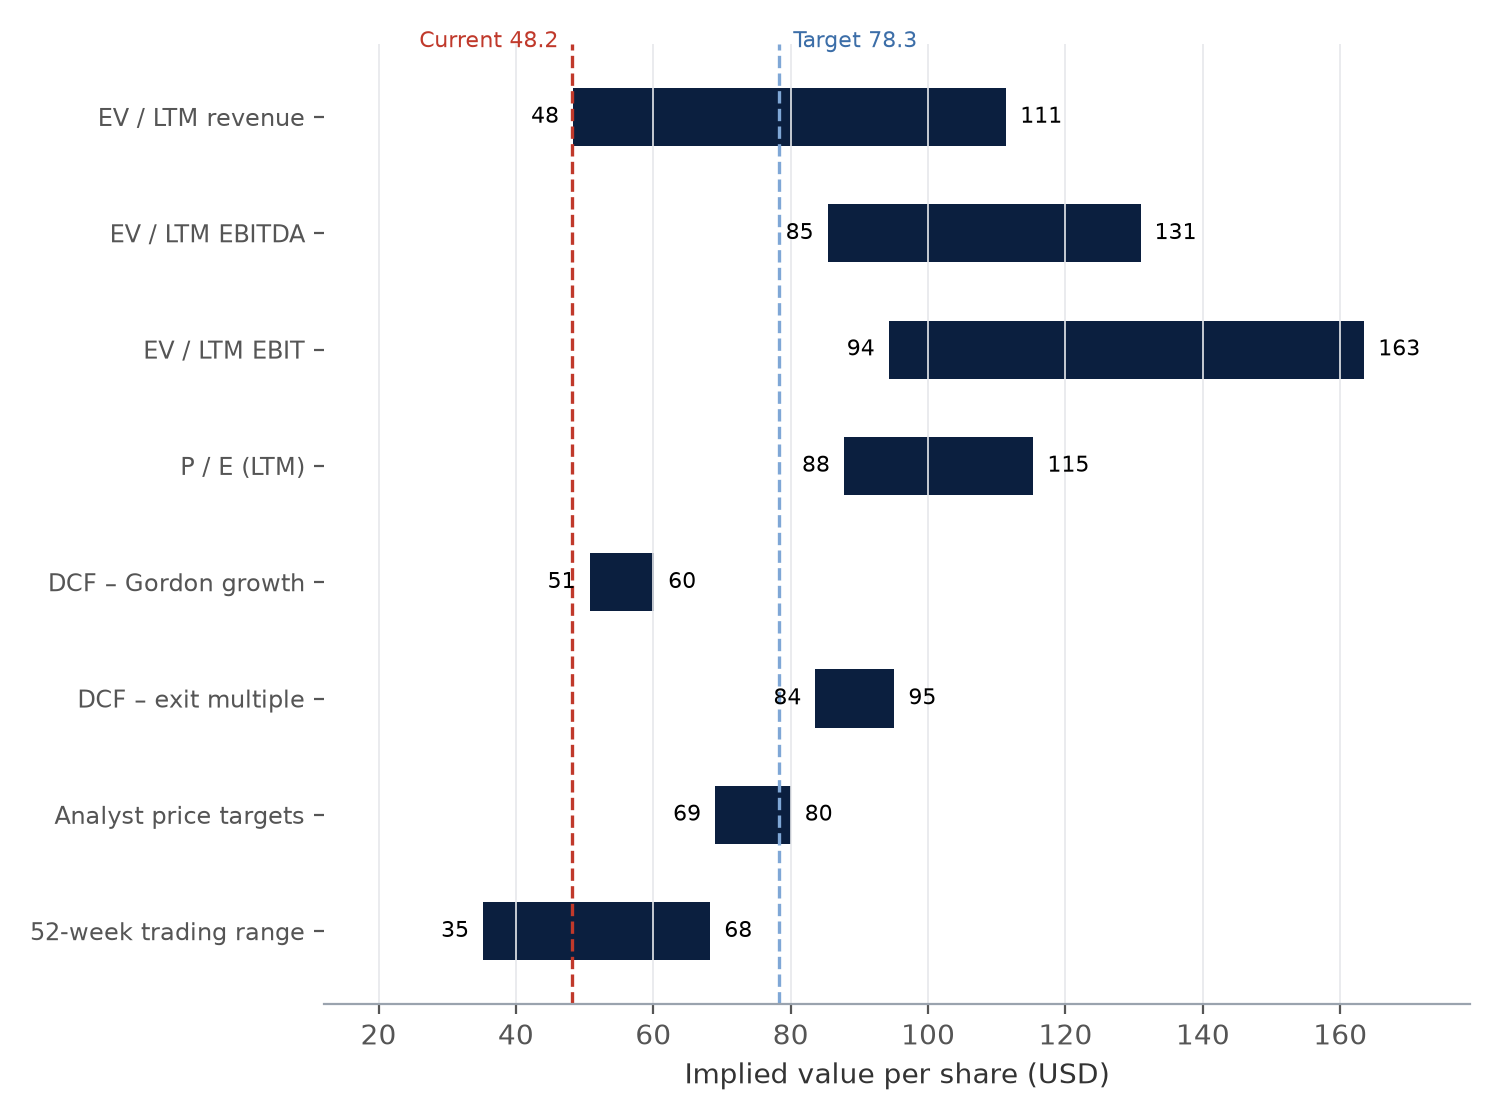 Current 48.2
Target 78.3
EV / LTM revenue
48
111
EV / LTM EBITDA
85
131
EV / LTM EBIT
94
163
P / E (LTM)
88
115
DCF – Gordon growth
51
60
DCF – exit multiple
84
95
Analyst price targets
69
80
52-week trading range
35
68
20 40 60 80 100 120 140 160
Implied value per share (USD)